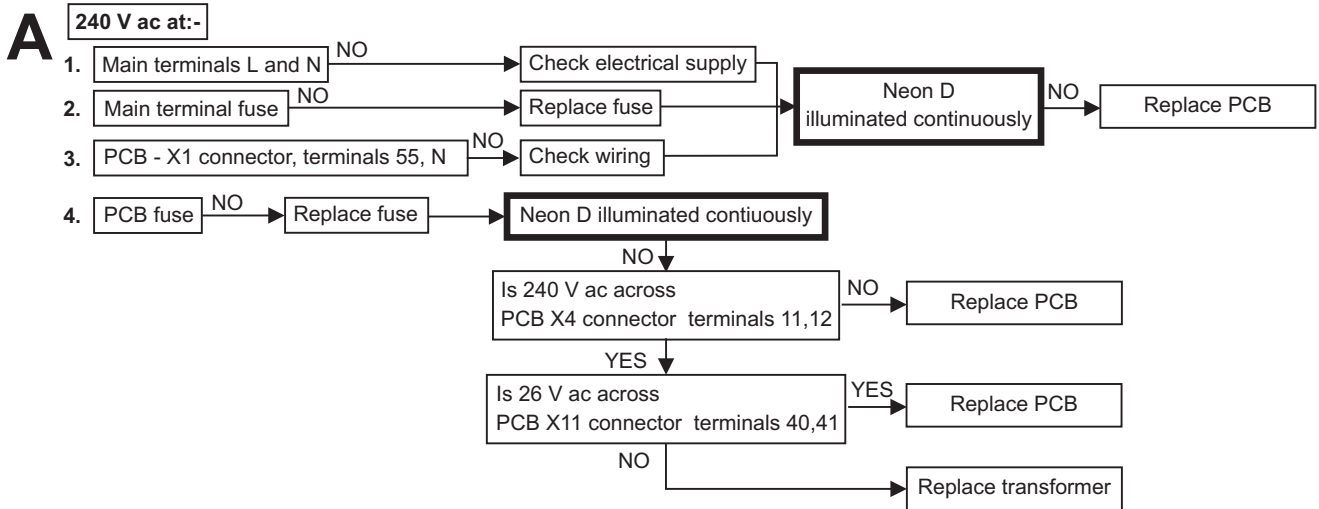 A
240 V ac at:-
1. Main terminals L and N NO Check electrical supply
2. Main terminal fuse NO Replace fuse
Neon D
illuminated continuously
NO
Replace PCB
3. PCB - X1 connector, terminals 55, N NO Check wiring
4. PCB fuse NO Replace fuse Neon D illuminated contiuously
NO
Is 240 V ac across
PCB X4 connector terminals 11,12
NO
Replace PCB
YES
Is 26 V ac across
PCB X11 connector terminals 40,41
YES
Replace PCB
NO
Replace transformer